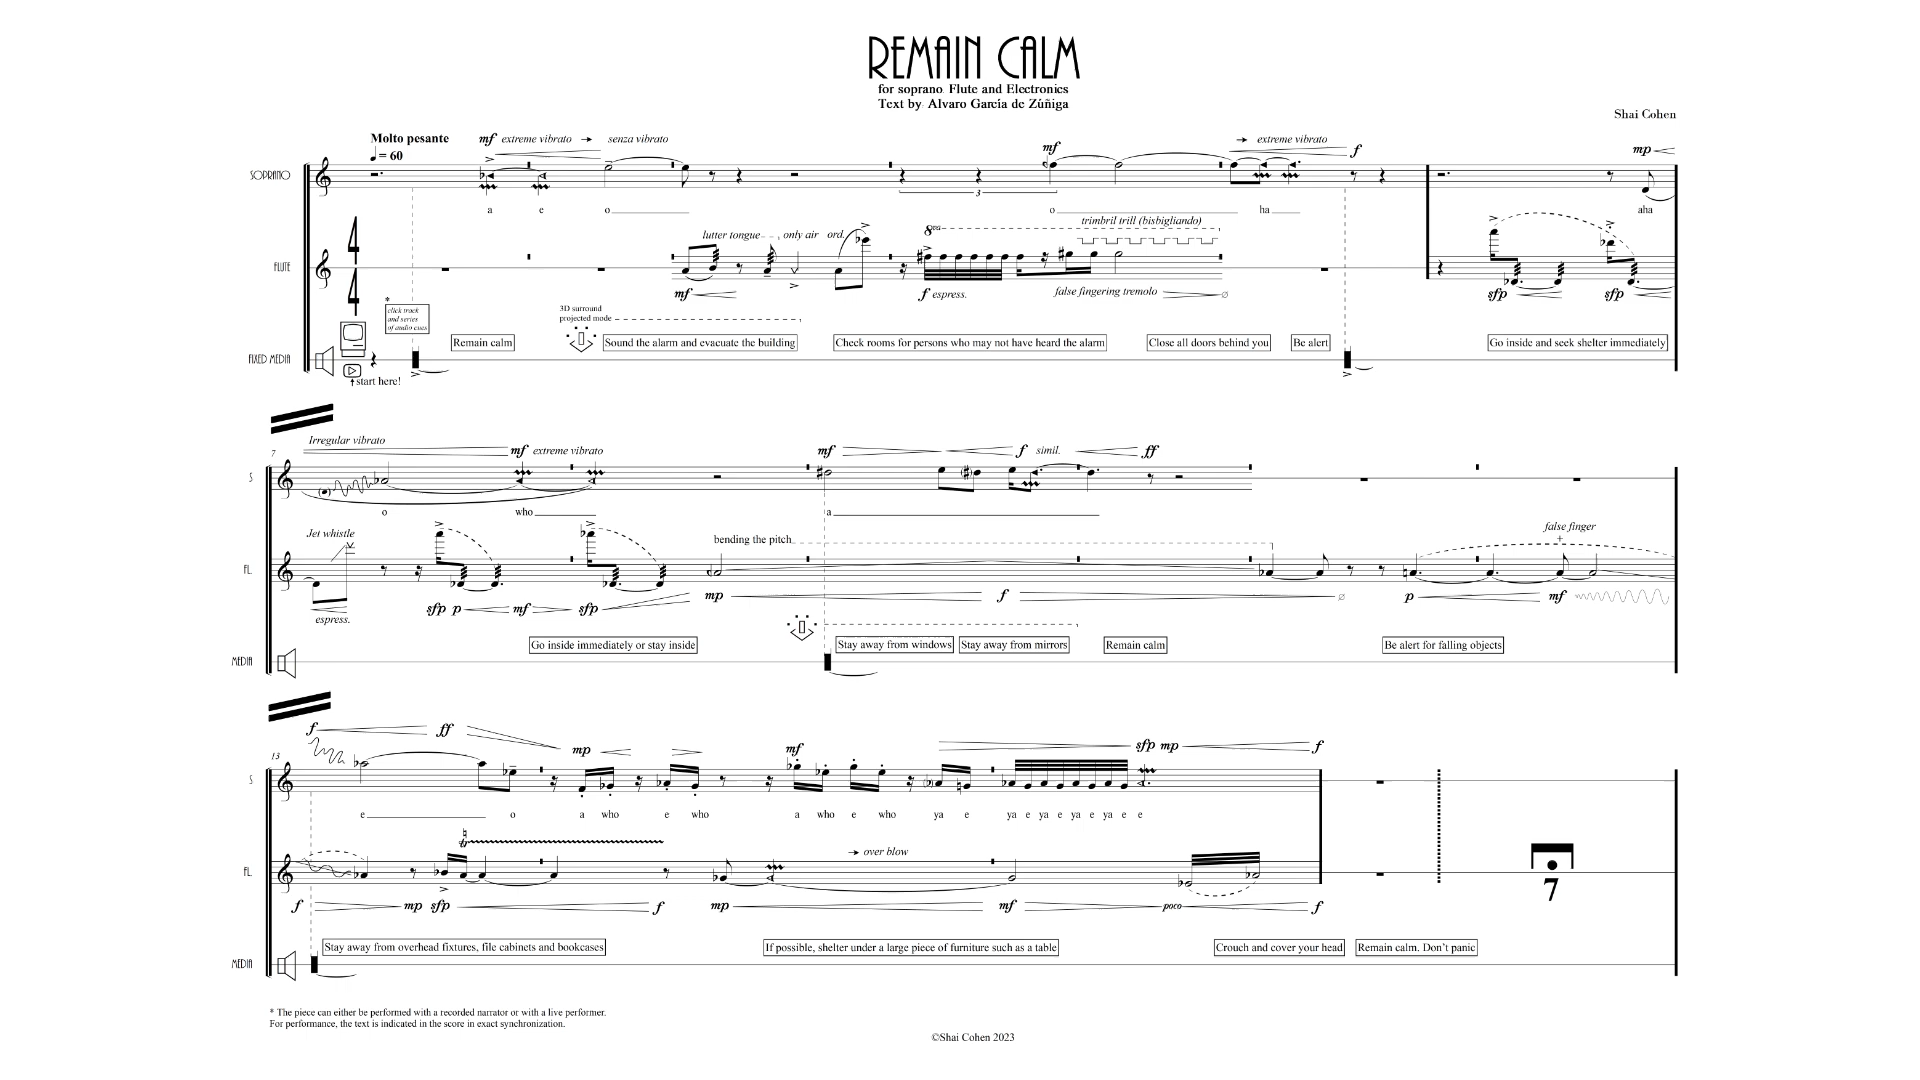 REMAIN CALM
for soprano. Flute and Electronics
Text by. Alvaro García de Zúñiga
Shai Cohen
Molto pesante
= 60
mf extreme vibrato → senza vibrato
mf
→ extreme vibrato
f
mp
SOPRANO
3
a e o o ha aha
4
4
FLUTE
lutter tongue only air ord.
8va
trimbril trill (bisbigliando)
mf
f espress.
false fingering tremolo
sfp sfp
*
click track
and series
of audio cues
3D surround
projected mode
Remain calm
Sound the alarm and evacuate the building
Check rooms for persons who may not have heard the alarm
Close all doors behind you
Be alert
Go inside and seek shelter immediately
FIXED MEDIA
start here!
7
Irregular vibrato
mf extreme vibrato
mf f simil. ff
S
o who a
Jet whistle
bending the pitch
false finger
+
FL.
espress.
sfp p mf sfp mp f p mf
Go inside immediately or stay inside
Stay away from windows
Stay away from mirrors
Remain calm
Be alert for falling objects
MEDIA
13
f ff mp mf sfp mp f
S
e o a who e who a who e who ya e ya e ya e ya e ya e e
→ over blow
FL.
7
f mp sfp f mp mf poco f
Stay away from overhead fixtures, file cabinets and bookcases
If possible, shelter under a large piece of furniture such as a table
Crouch and cover your head
Remain calm. Don't panic
MEDIA
* The piece can either be performed with a recorded narrator or with a live performer.
For performance, the text is indicated in the score in exact synchronization.
©Shai Cohen 2023